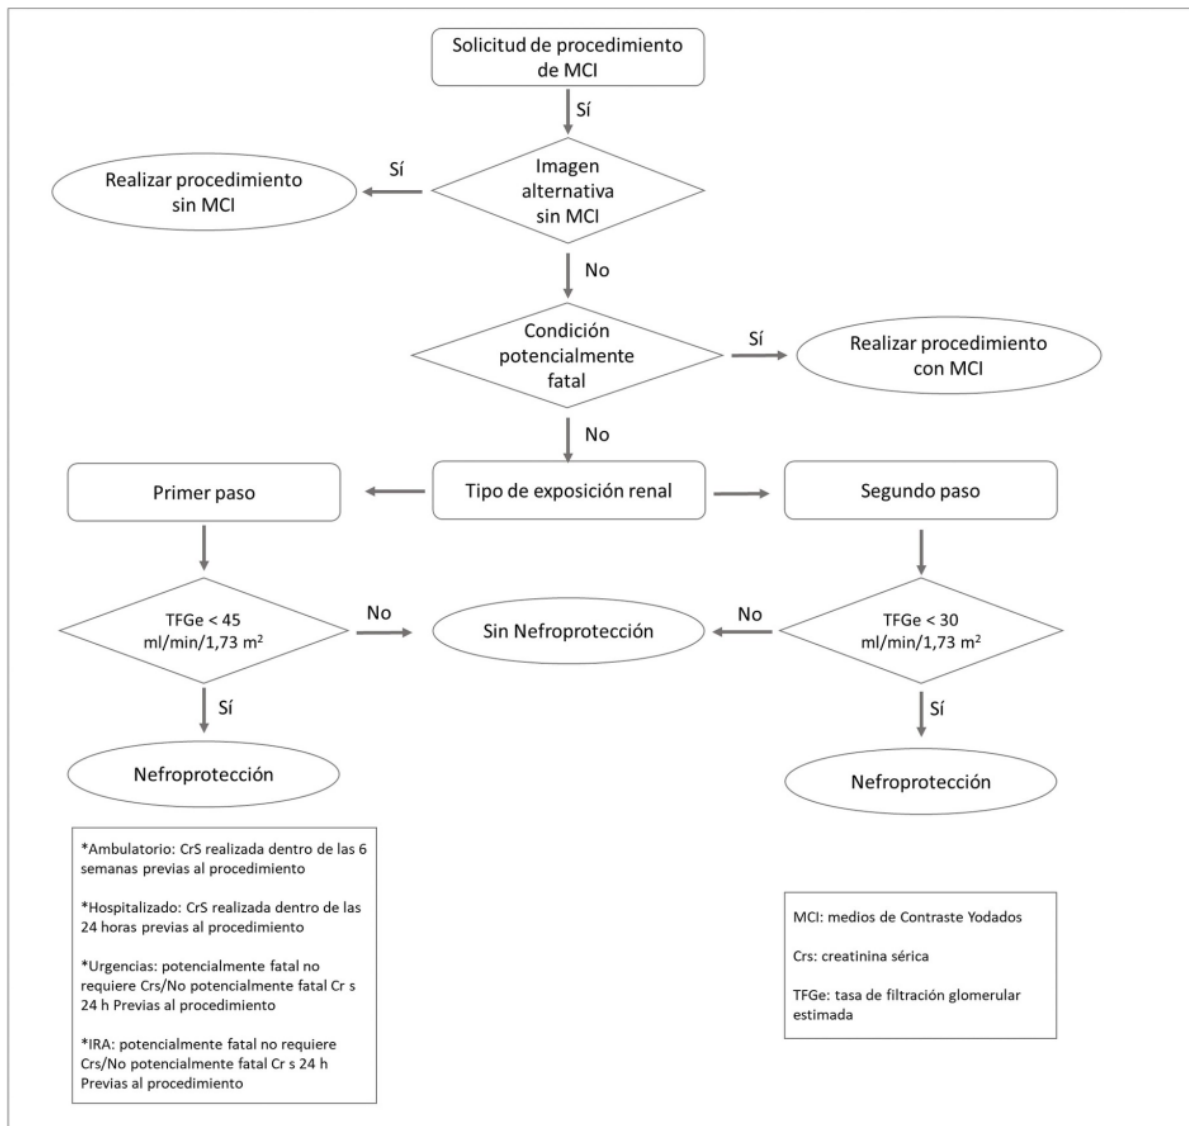 Solicitud de procedimiento
de MCI
Sí
Imagen
alternativa
sin MCI
Sí
Realizar procedimiento
sin MCI
No
Condición
potencialmente
fatal
Sí
Realizar procedimiento
con MCI
No
Primer paso
Tipo de exposición renal
Segundo paso
TFGe < 45
ml/min/1,73 m²
No
Sin Nefroprotección
No
TFGe < 30
ml/min/1,73 m²
Sí
Sí
Nefroprotección
Nefroprotección
*Ambulatorio: CrS realizada dentro de las 6
semanas previas al procedimiento
*Hospitalizado: CrS realizada dentro de las
24 horas previas al procedimiento
*Urgencias: potencialmente fatal no
requiere Crs/No potencialmente fatal Cr s
24 h Previas al procedimiento
*IRA: potencialmente fatal no requiere
Crs/No potencialmente fatal Cr s 24 h
Previas al procedimiento
MCI: medios de Contraste Yodados
Crs: creatinina sérica
TFGe: tasa de filtración glomerular
estimada